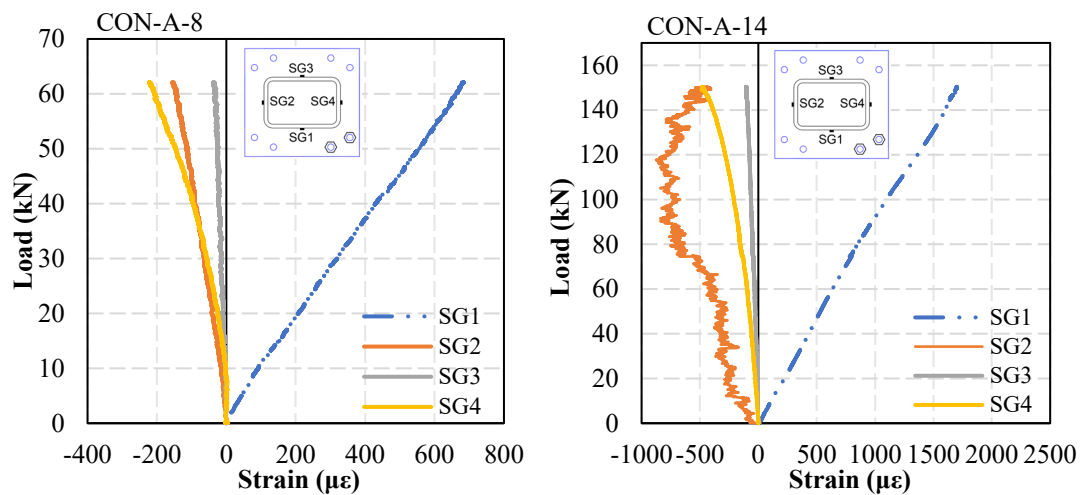 CON-A-8
70
60
50
40
30
20
10
0
Load (kN)
-400
-200
0
200
400
600
800
Strain (µε)
SG3
SG2
SG4
SG1
SG1
SG2
SG3
SG4
CON-A-14
160
140
120
100
80
60
40
20
0
Load (kN)
-1000
-500
0
500
1000
1500
2000
2500
Strain (µε)
SG3
SG2
SG4
SG1
SG1
SG2
SG3
SG4